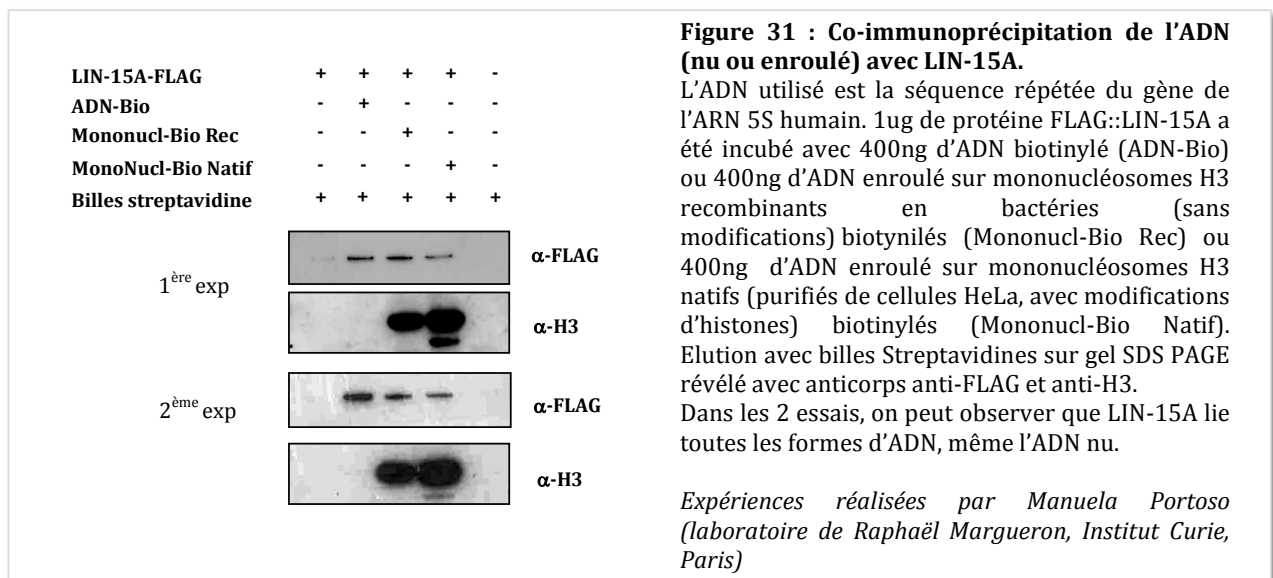 LIN-15A-FLAG + + + + -
ADN-Bio - + - - -
Mononucl-Bio Rec - - + - -
MonoNucl-Bio Natif - - - + -
Billes streptavidine + + + + +
1ère exp
α-FLAG
α-H3
2ème exp
α-FLAG
α-H3
Figure 31 : Co-immunoprécipitation de l’ADN
(nu ou enroulé) avec LIN-15A.
L’ADN utilisé est la séquence répétée du gène de
l’ARN 5S humain. 1ug de protéine FLAG::LIN-15A a
été incubé avec 400ng d’ADN biotinylé (ADN-Bio)
ou 400ng d’ADN enroulé sur mononucléosomes H3
recombinants en bactéries (sans
modifications) biotynilés (Mononucl-Bio Rec) ou
400ng d’ADN enroulé sur mononucléosomes H3
natifs (purifiés de cellules HeLa, avec modifications
d’histones) biotinylés (Mononucl-Bio Natif).
Elution avec billes Streptavidines sur gel SDS PAGE
révélé avec anticorps anti-FLAG et anti-H3.
Dans les 2 essais, on peut observer que LIN-15A lie
toutes les formes d’ADN, même l’ADN nu.
Expériences réalisées par Manuela Portoso
(laboratoire de Raphaël Margueron, Institut Curie,
Paris)